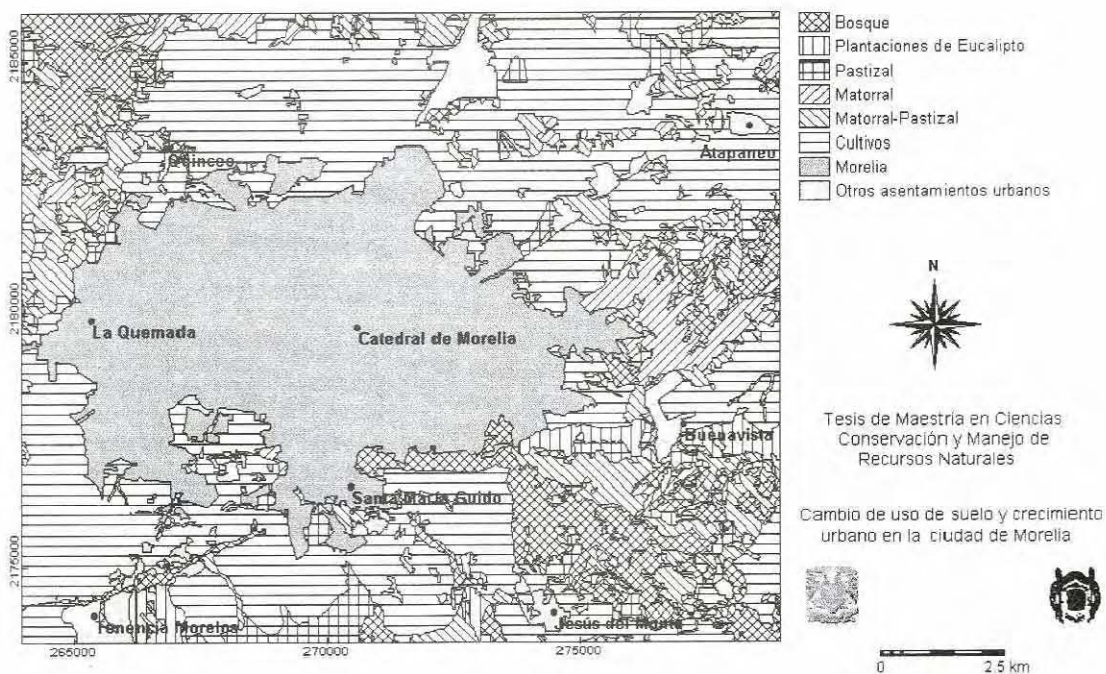 Bosque
Plantaciones de Eucalipto
Pastizal
Matorral
Matorral-Pastizal
Cultivos
Morelia
Otros asentamientos urbanos
2185000
2180000
2175000
Quinceo
Atapaneo
La Quemada
Catedral de Morelia
Buenavista
Santa María Guido
Tenencia Morelos
Jesús del Monte
265000
270000
275000
N
Tesis de Maestría en Ciencias
Conservación y Manejo de
Recursos Naturales
Cambio de uso de suelo y crecimiento
urbano en la ciudad de Morelia
0 2.5 km